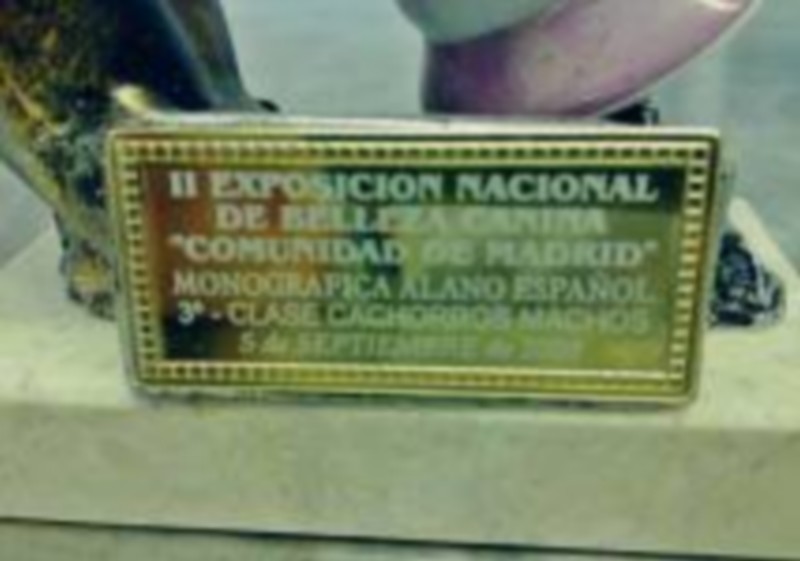 II EXPOSICION NACIONAL
DE BELLEZA CANINA
"COMUNIDAD DE MADRID"
MONOGRAFICA ALANO ESPAÑOL
3º - CLASE CACHORROS MACHOS
5 de SEPTIEMBRE de